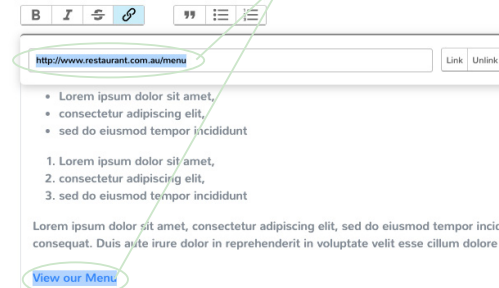 B I S
http://www.restaurant.com.au/menu
Link Unlink
• Lorem ipsum dolor sit amet,
• consectetur adipiscing elit,
• sed do eiusmod tempor incididunt
1. Lorem ipsum dolor sit amet,
2. consectetur adipiscing elit,
3. sed do eiusmod tempor incididunt
Lorem ipsum dolor sit amet, consectetur adipiscing elit, sed do eiusmod tempor incid
consequat. Duis aute irure dolor in reprehenderit in voluptate velit esse cillum dolore
View our Menu